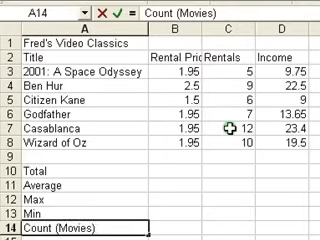 A14 = Count (Movies)
A B C D
1 Fred's Video Classics
2 Title Rental Pric Rentals Income
3 2001: A Space Odyssey 1.95 5 9.75
4 Ben Hur 2.5 9 22.5
5 Citizen Kane 1.5 6 9
6 Godfather 1.95 7 13.65
7 Casablanca 1.95 12 23.4
8 Wizard of Oz 1.95 10 19.5
9
10 Total
11 Average
12 Max
13 Min
14 Count (Movies)